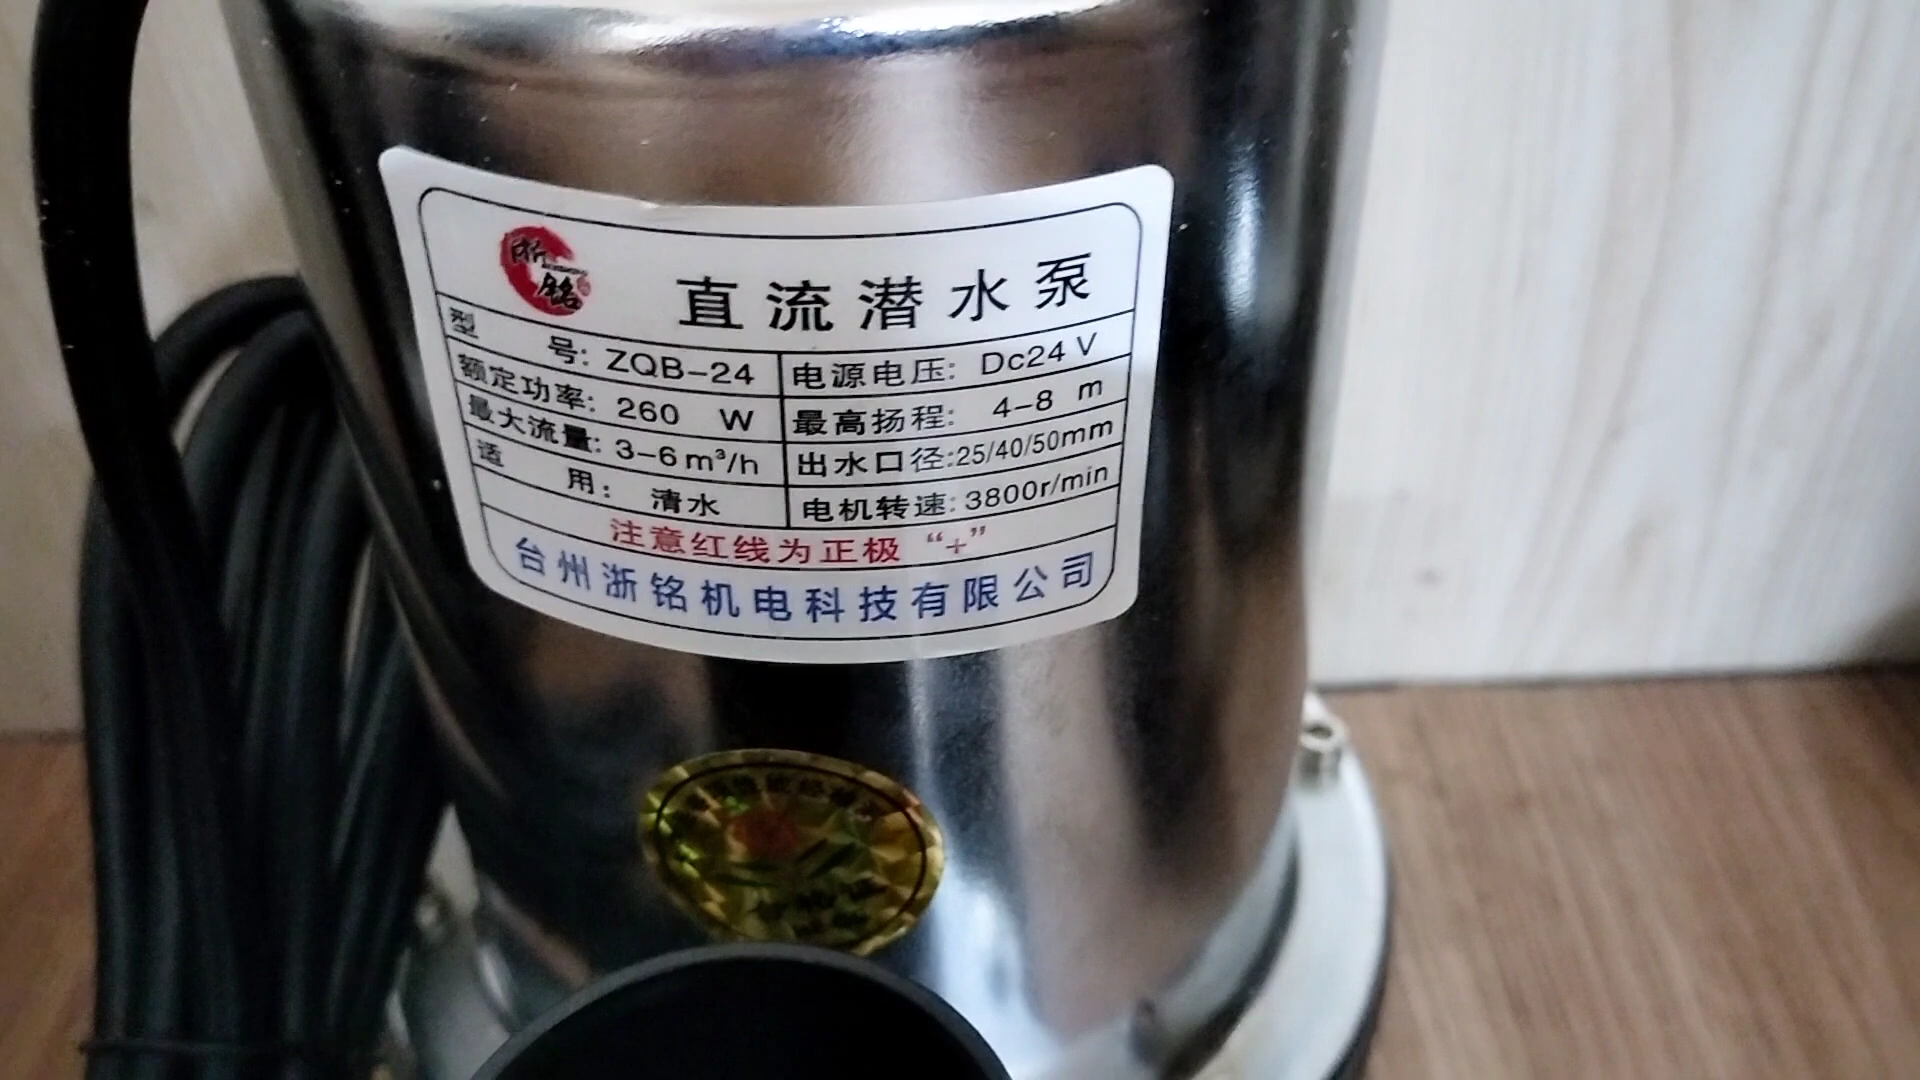 浙铭
直流潜水泵
型号: ZQB-24 电源电压: Dc24V
额定功率: 260 W 最高扬程: 4-8 m
最大流量: 3-6m³/h 出水口径:25/40/50mm
适用: 清水 电机转速: 3800r/min
注意红线为正极 “+”
台州浙铭机电科技有限公司